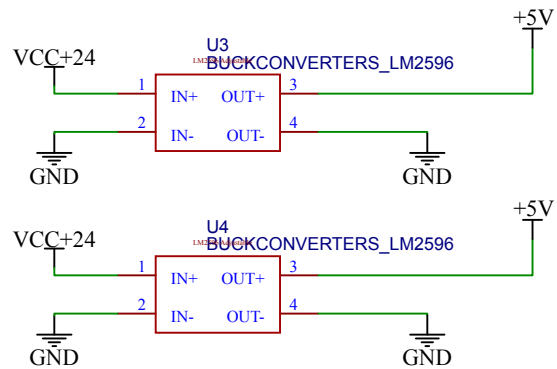 +5V
U3
VCC+24
BUCKCONVERTERS_LM2596
1 IN+ OUT+ 3
2 IN- OUT- 4
GND GND
+5V
U4
VCC+24
BUCKCONVERTERS_LM2596
1 IN+ OUT+ 3
2 IN- OUT- 4
GND GND